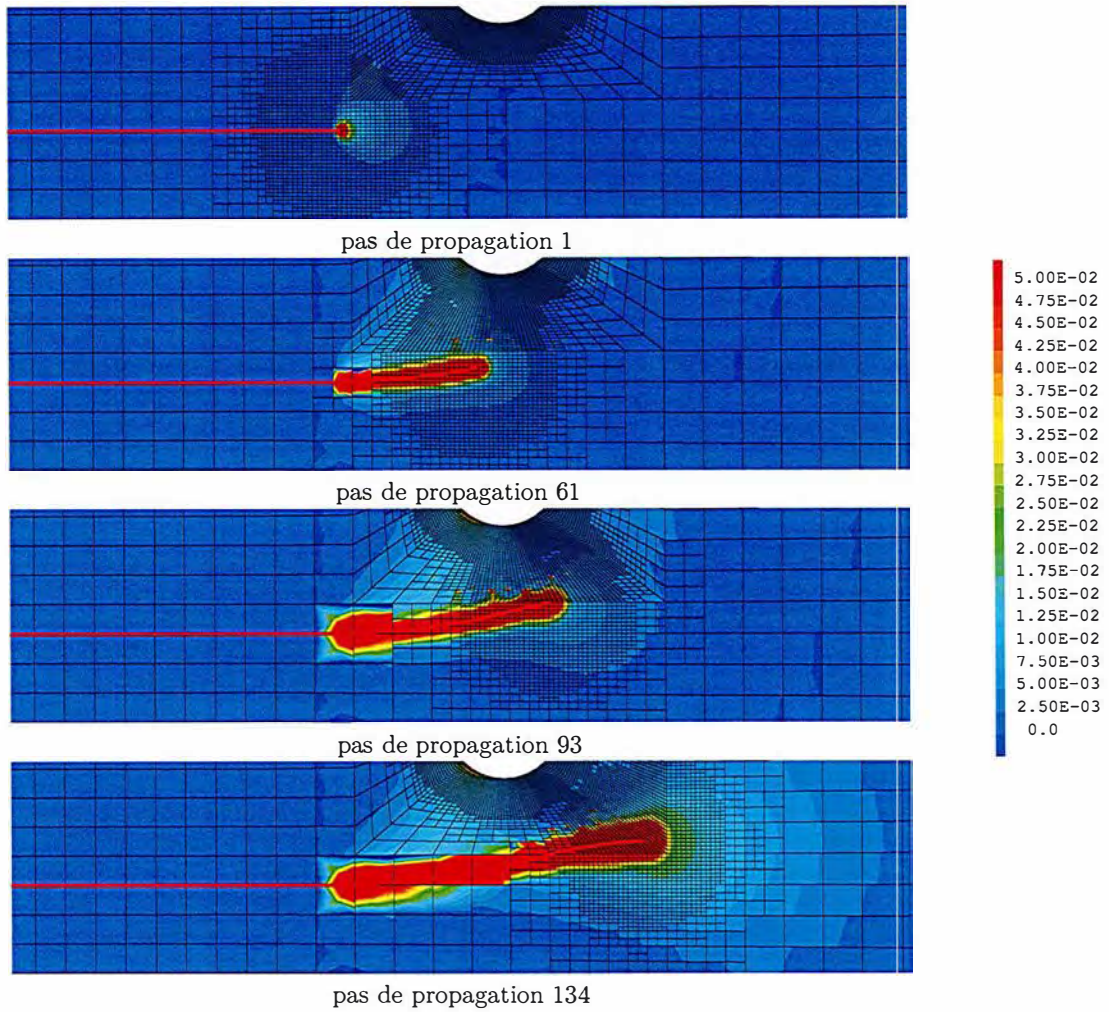 pas de propagation 1
pas de propagation 61
pas de propagation 93
pas de propagation 134
5.00E-02
4.75E-02
4.50E-02
4.25E-02
4.00E-02
3.75E-02
3.50E-02
3.25E-02
3.00E-02
2.75E-02
2.50E-02
2.25E-02
2.00E-02
1.75E-02
1.50E-02
1.25E-02
1.00E-02
7.50E-03
5.00E-03
2.50E-03
0.0